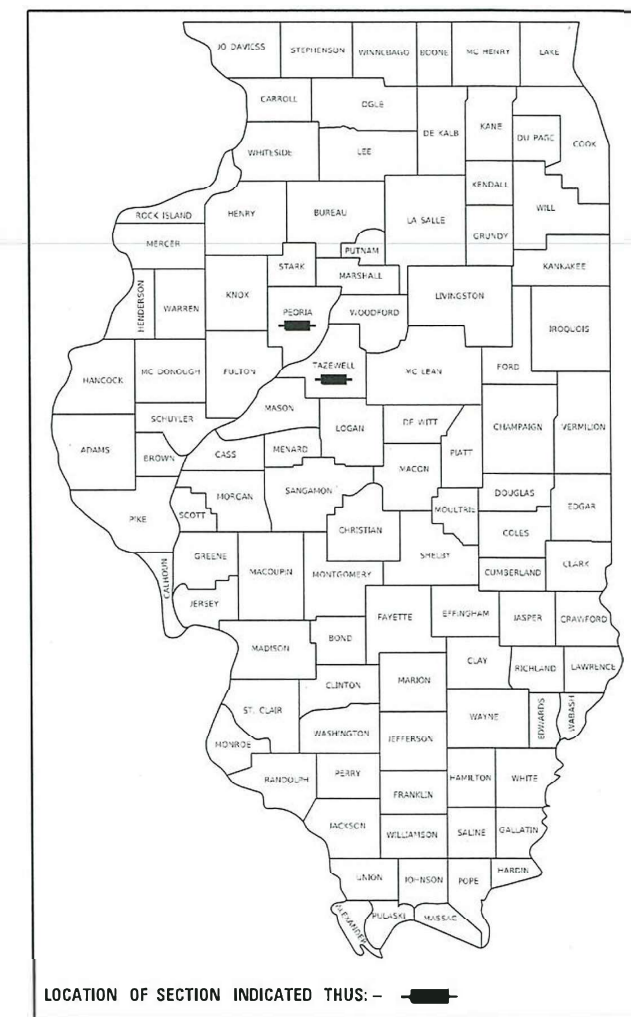 JO DAVIESS
STEPHENSON
WINNEBAGO
BOONE
MC HENRY
LAKE
CARROLL
OGLE
DE KALB
KANE
DU PAGE
COOK
WHITESIDE
LEE
KENDALL
WILL
ROCK ISLAND
HENRY
BUREAU
LA SALLE
GRUNDY
MERCER
PUTNAM
KANKAKEE
STARK
MARSHALL
HENDERSON
WARREN
KNOX
PEORIA
WOODFORD
LIVINGSTON
IROQUOIS
HANCOCK
MC DONOUGH
FULTON
TAZEWELL
MC LEAN
FORD
MASON
SCHUYLER
LOGAN
DE WITT
CHAMPAIGN
VERMILION
ADAMS
BROWN
CASS
MENARD
PIATT
MACON
PIKE
SCOTT
MORGAN
SANGAMON
MOULTRIE
DOUGLAS
EDGAR
CHRISTIAN
COLES
GREENE
MACOUPIN
MONTGOMERY
SHELBY
CUMBERLAND
CLARK
CALHOUN
JERSEY
FAYETTE
EFFINGHAM
JASPER
CRAWFORD
MADISON
BOND
CLAY
RICHLAND
LAWRENCE
CLINTON
MARION
ST. CLAIR
WAYNE
EDWARDS
WABASH
MONROE
WASHINGTON
JEFFERSON
RANDOLPH
PERRY
HAMILTON
WHITE
FRANKLIN
JACKSON
WILLIAMSON
SALINE
GALLATIN
UNION
JOHNSON
POPE
HARDIN
ALEXANDER
PULASKI
MASSAC
LOCATION OF SECTION INDICATED THUS: –